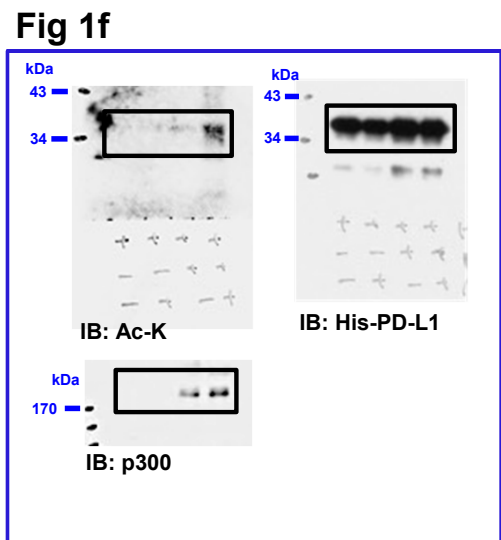 Fig 1f
kDa
43
34
+ + + +
- - + +
- - - +
IB: Ac-K
kDa
43
34
+ + + +
- - + +
- + - +
IB: His-PD-L1
kDa
170
IB: p300